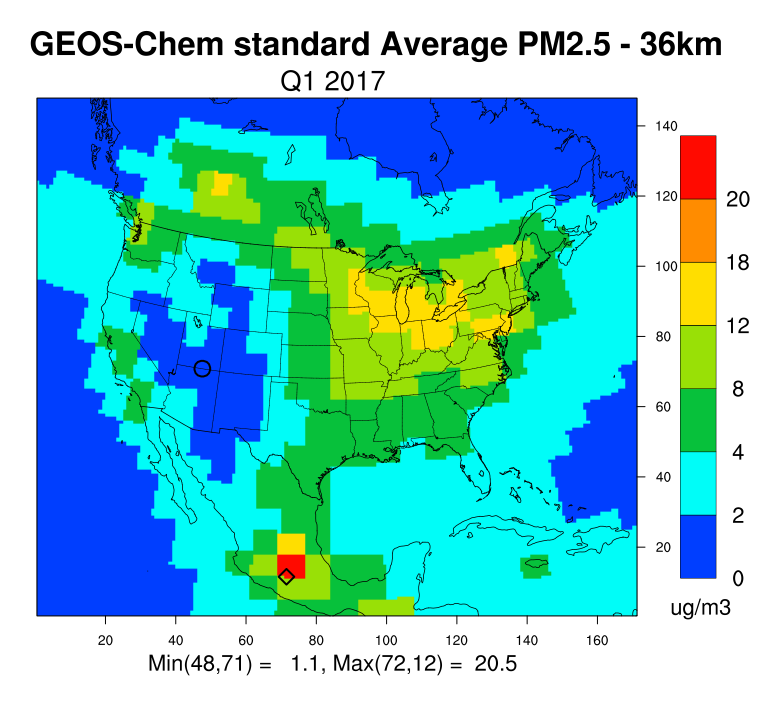 GEOS-Chem standard Average PM2.5 - 36km
Q1 2017
140
120
100
80
60
40
20
20
18
12
8
4
2
0
ug/m3
20 40 60 80 100 120 140 160
Min(48,71) = 1.1, Max(72,12) = 20.5